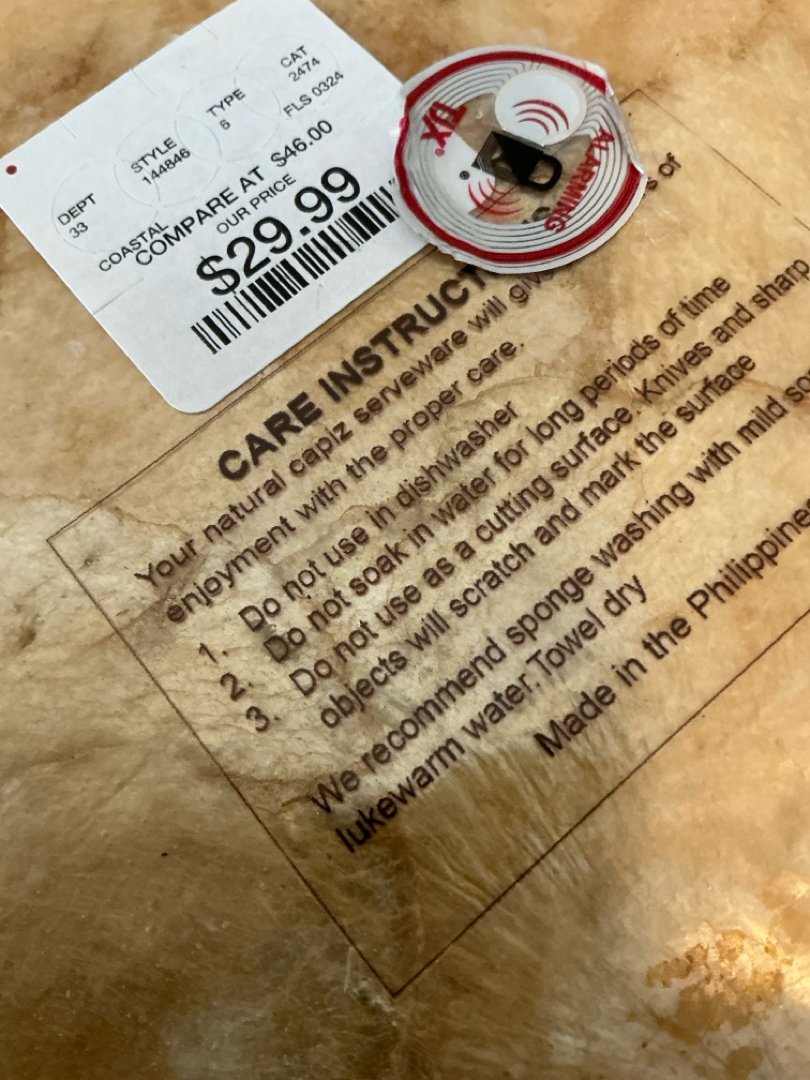 DEPT
33
STYLE
144846
TYPE
6
CAT
2474
FLS 0324
COASTAL
COMPARE AT $46.00
OUR PRICE
$29.99
TJX
ALARMING
CARE INSTRUCT
Your natural capiz serveware will give s of
enjoyment with the proper care.
1. Do not use in dishwasher
2. Do not soak in water for long periods of time
3. Do not use as a cutting surface. Knives and sharp
objects will scratch and mark the surface
We recommend sponge washing with mild
lukewarm water. Towel dry
Made in the Philippines